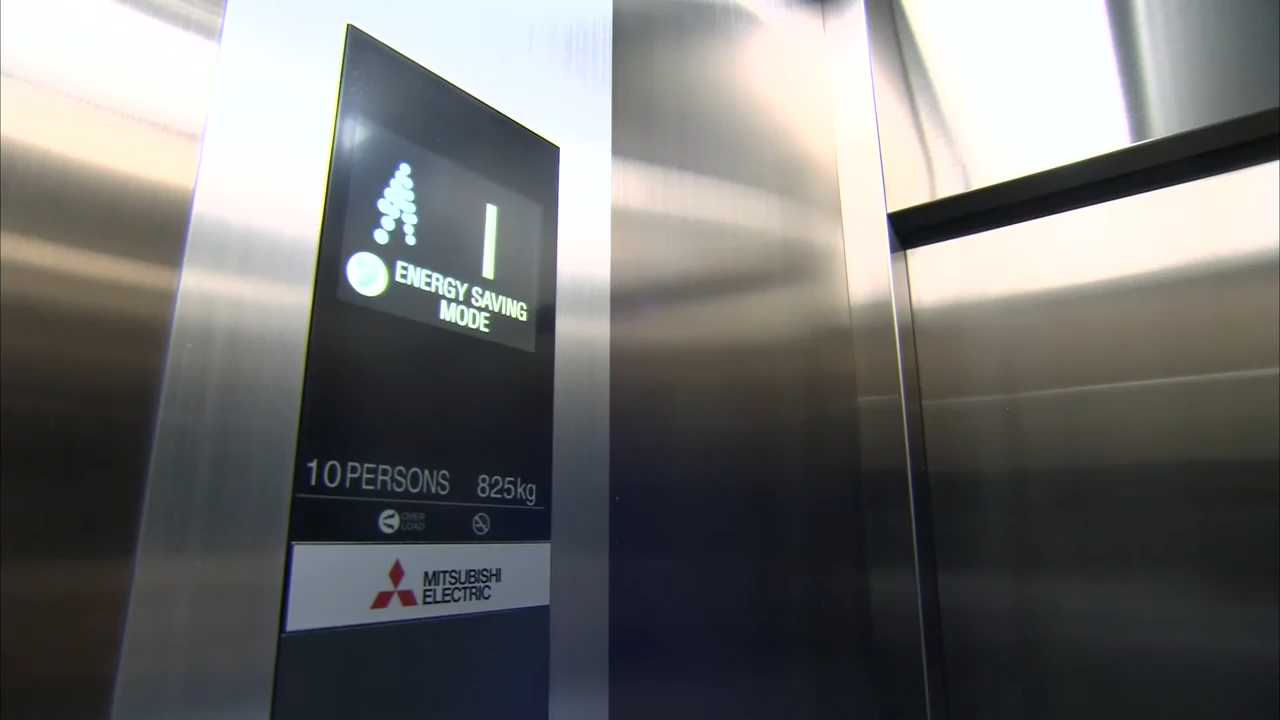 1
ENERGY SAVING
MODE
10 PERSONS 825kg
OVER
LOAD
MITSUBISHI
ELECTRIC